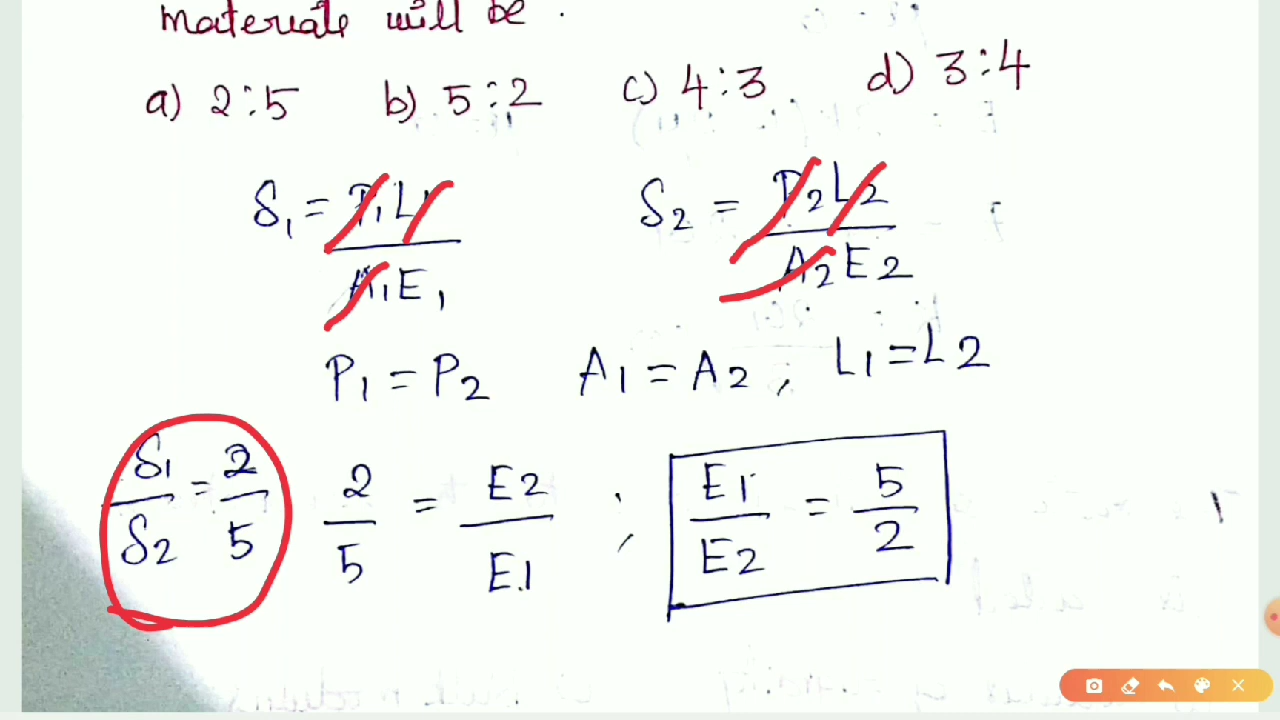 materials will be.
a) 2:5 b) 5:2 c) 4:3 d) 3:4
δ1 = P1L1/A1E1 δ2 = P2L2/A2E2
P1 = P2 A1 = A2, L1 = L2
δ1/δ2 = 2/5 2/5 = E2/E1 ; E1/E2 = 5/2